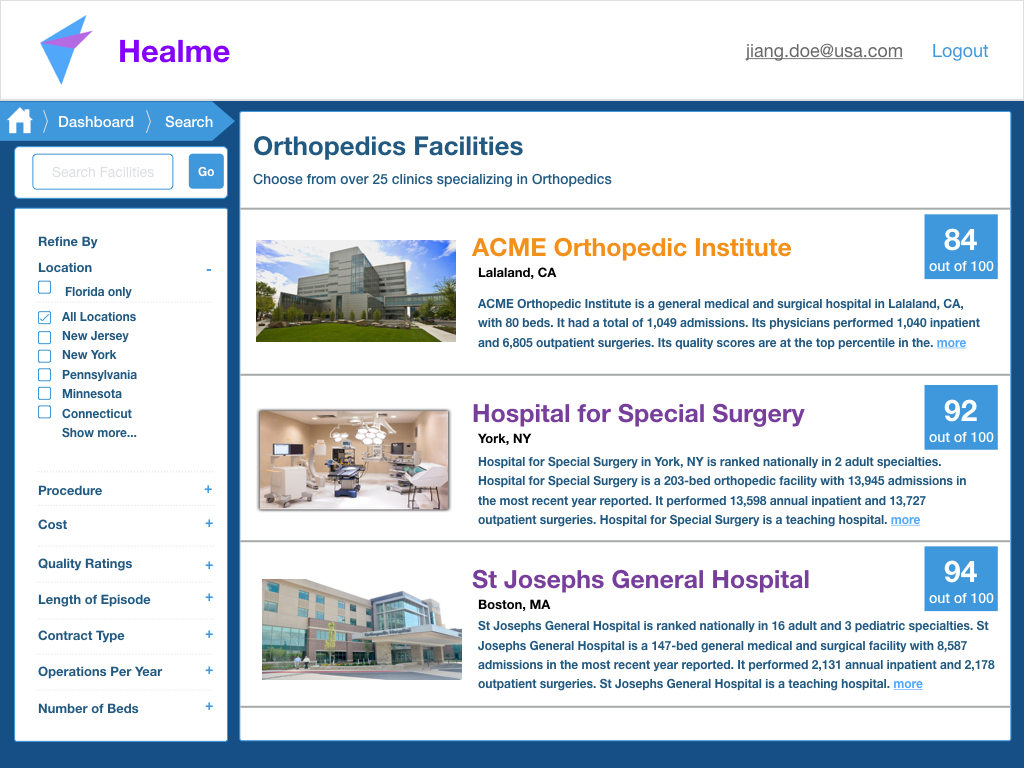 Healme
jiang.doe@usa.com
Logout
Dashboard
Search
Search Facilities
Go
Refine By
Location
-
Florida only
All Locations
New Jersey
New York
Pennsylvania
Minnesota
Connecticut
Show more...
Procedure +
Cost +
Quality Ratings +
Length of Episode +
Contract Type +
Operations Per Year +
Number of Beds +
Orthopedics Facilities
Choose from over 25 clinics specializing in Orthopedics
ACME Orthopedic Institute
Lalaland, CA
84
out of 100
ACME Orthopedic Institute is a general medical and surgical hospital in Lalaland, CA,
with 80 beds. It had a total of 1,049 admissions. Its physicians performed 1,040 inpatient
and 6,805 outpatient surgeries. Its quality scores are at the top percentile in the. more
Hospital for Special Surgery
York, NY
92
out of 100
Hospital for Special Surgery in York, NY is ranked nationally in 2 adult specialties.
Hospital for Special Surgery is a 203-bed orthopedic facility with 13,945 admissions in
the most recent year reported. It performed 13,598 annual inpatient and 13,727
outpatient surgeries. Hospital for Special Surgery is a teaching hospital. more
St Josephs General Hospital
Boston, MA
94
out of 100
St Josephs General Hospital is ranked nationally in 16 adult and 3 pediatric specialties. St
Josephs General Hospital is a 147-bed general medical and surgical facility with 8,587
admissions in the most recent year reported. It performed 2,131 annual inpatient and 2,178
outpatient surgeries. St Josephs General Hospital is a teaching hospital. more